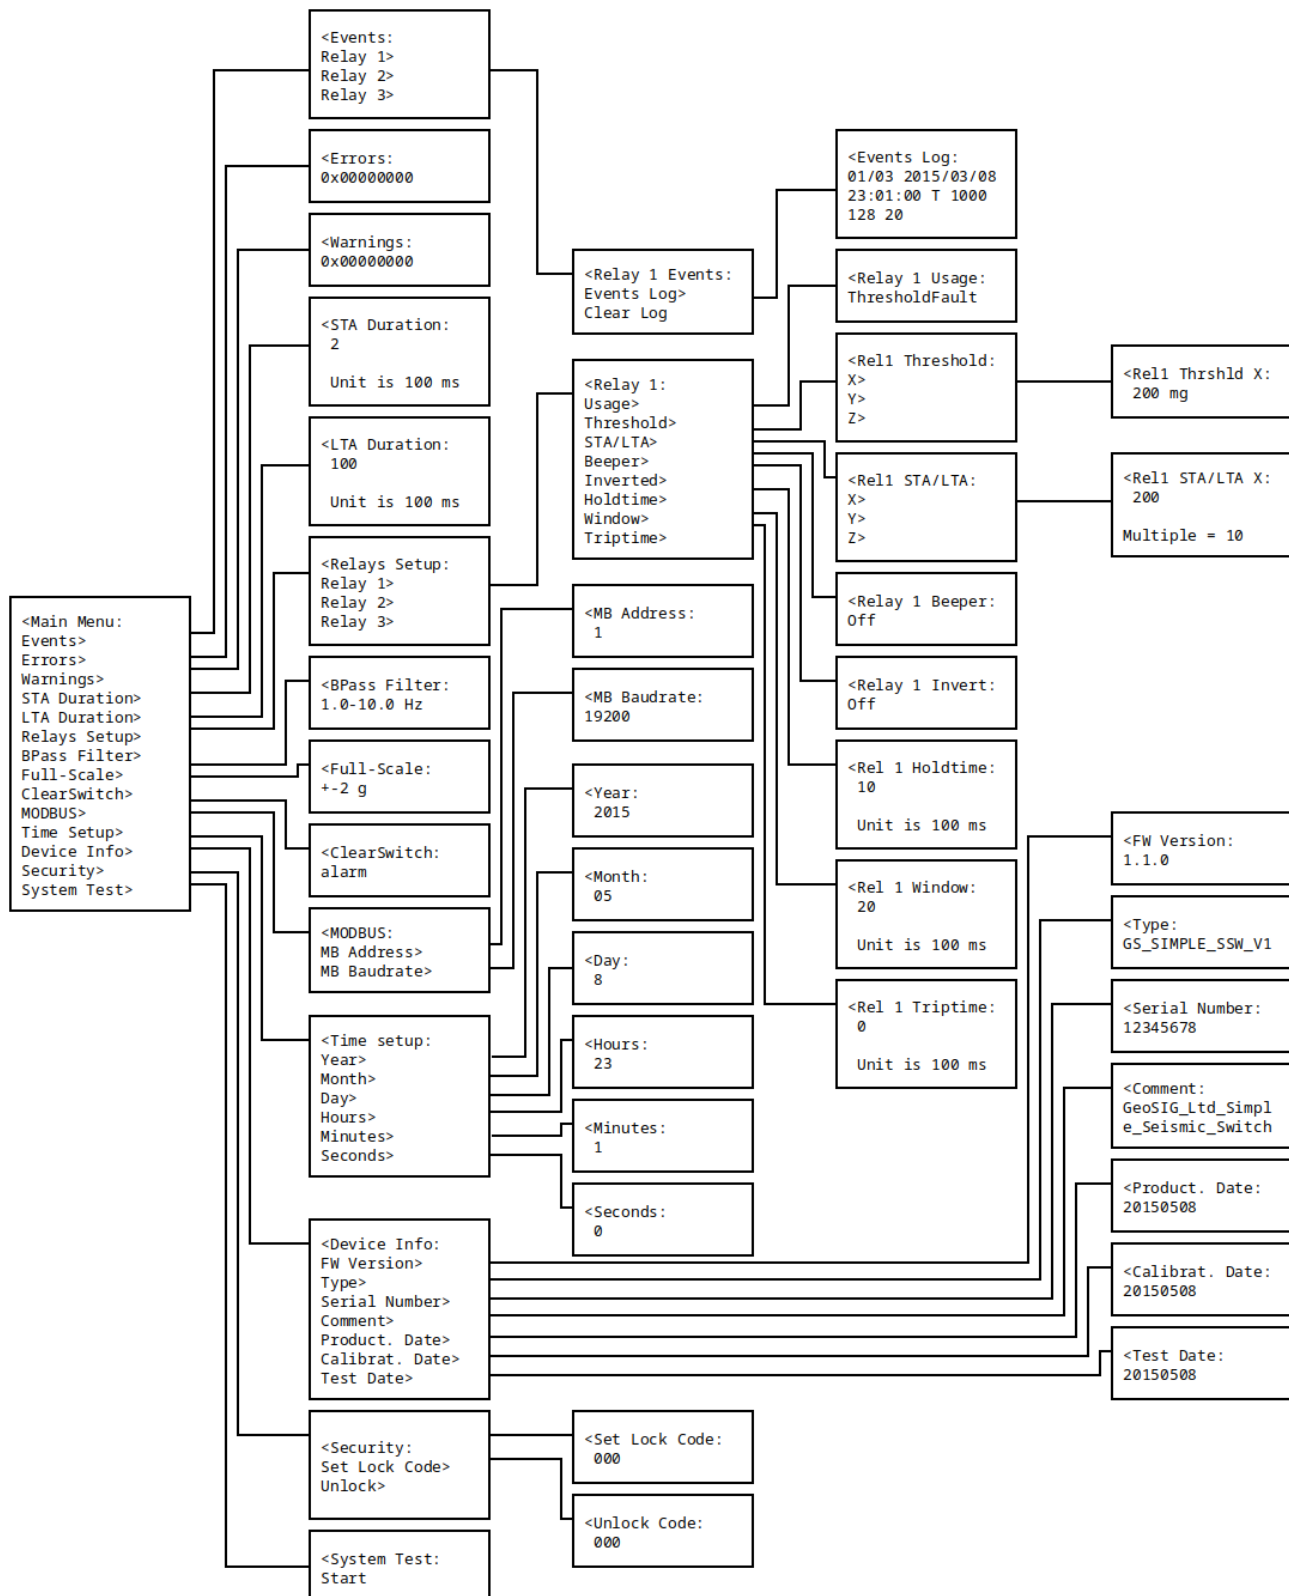 <Main Menu:
Events>
Errors>
Warnings>
STA Duration>
LTA Duration>
Relays Setup>
BPass Filter>
Full-Scale>
ClearSwitch>
MODBUS>
Time Setup>
Device Info>
Security>
System Test>
<Events:
Relay 1>
Relay 2>
Relay 3>
<Errors:
0x00000000
<Warnings:
0x00000000
<STA Duration:
2
Unit is 100 ms
<LTA Duration:
100
Unit is 100 ms
<Relays Setup:
Relay 1>
Relay 2>
Relay 3>
<BPass Filter:
1.0-10.0 Hz
<Full-Scale:
+-2 g
<ClearSwitch:
alarm
<MODBUS:
MB Address>
MB Baudrate>
<Time setup:
Year>
Month>
Day>
Hours>
Minutes>
Seconds>
<Device Info:
FW Version>
Type>
Serial Number>
Comment>
Product. Date>
Calibrat. Date>
Test Date>
<Security:
Set Lock Code>
Unlock>
<System Test:
Start
<Relay 1 Events:
Events Log>
Clear Log
<Relay 1:
Usage>
Threshold>
STA/LTA>
Beeper>
Inverted>
Holdtime>
Window>
Triptime>
<MB Address:
1
<MB Baudrate:
19200
<Year:
2015
<Month:
05
<Day:
8
<Hours:
23
<Minutes:
1
<Seconds:
0
<Set Lock Code:
000
<Unlock Code:
000
<Events Log:
01/03 2015/03/08
23:01:00 T 1000
128 20
<Relay 1 Usage:
ThresholdFault
<Rel1 Threshold:
X>
Y>
Z>
<Rel1 STA/LTA:
X>
Y>
Z>
<Relay 1 Beeper:
Off
<Relay 1 Invert:
Off
<Rel 1 Holdtime:
10
Unit is 100 ms
<Rel 1 Window:
20
Unit is 100 ms
<Rel 1 Triptime:
0
Unit is 100 ms
<Rel1 Thrshld X:
200 mg
<Rel1 STA/LTA X:
200
Multiple = 10
<FW Version:
1.1.0
<Type:
GS_SIMPLE_SSW_V1
<Serial Number:
12345678
<Comment:
GeoSIG_Ltd_Simpl
e_Seismic_Switch
<Product. Date:
20150508
<Calibrat. Date:
20150508
<Test Date:
20150508